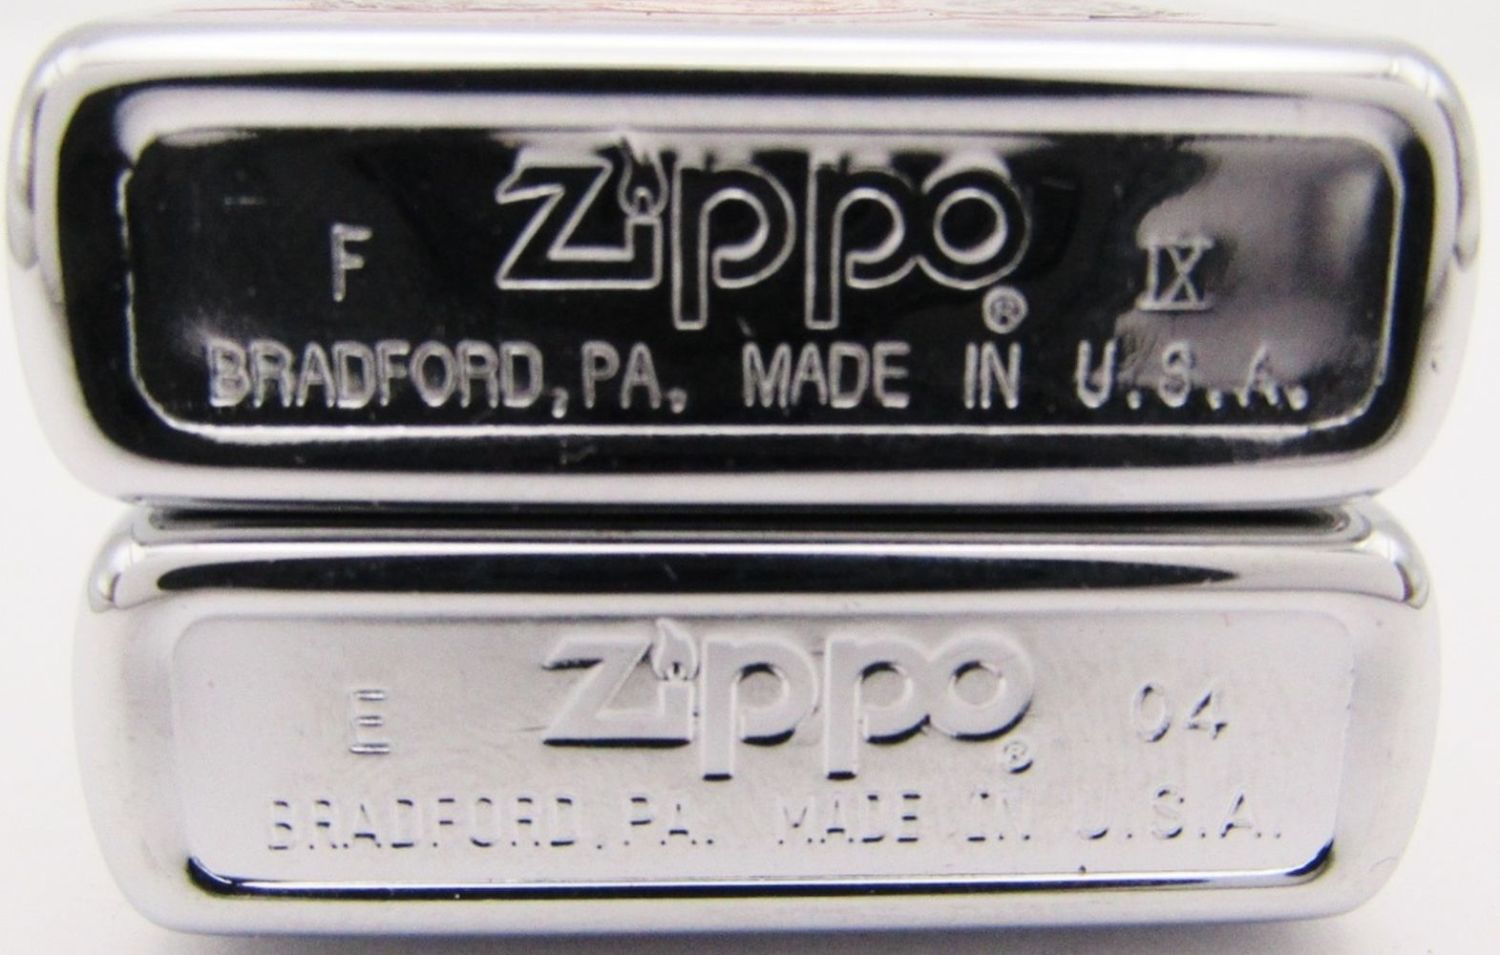 F Zippo ® IX
BRADFORD, PA. MADE IN U.S.A.
E Zippo ® 04
BRADFORD, PA. MADE IN U.S.A.